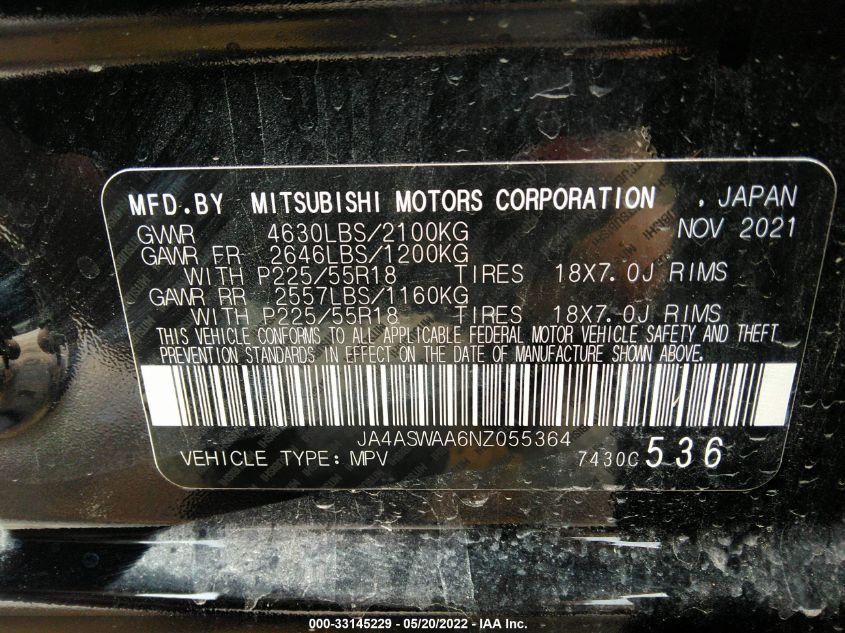 MFD.BY MITSUBISHI MOTORS CORPORATION . JAPAN
GVWR 4630LBS/2100KG NOV 2021
GAWR FR 2646LBS/1200KG
WITH P225/55R18 TIRES 18X7.0J RIMS
GAWR RR 2557LBS/1160KG
WITH P225/55R18 TIRES 18X7.0J RIMS
THIS VEHICLE CONFORMS TO ALL APPLICABLE FEDERAL MOTOR VEHICLE SAFETY AND THEFT
PREVENTION STANDARDS IN EFFECT ON THE DATE OF MANUFACTURE SHOWN ABOVE.
JA4ASWAA6NZ055364
VEHICLE TYPE: MPV 7430C 536
000-33145229 - 05/20/2022 - IAA Inc.